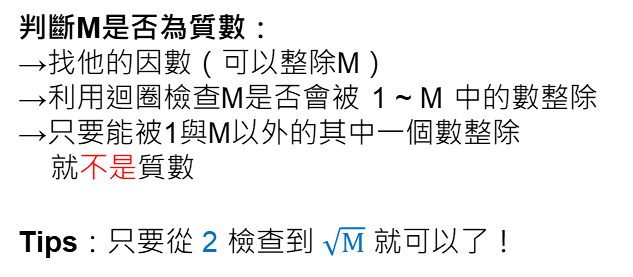 判斷M是否為質數：
→找他的因數（可以整除M）
→利用迴圈檢查M是否會被 1 ~ M 中的數整除
→只要能被1與M以外的其中一個數整除
就不是質數
Tips：只要從 2 檢查到 √M 就可以了！